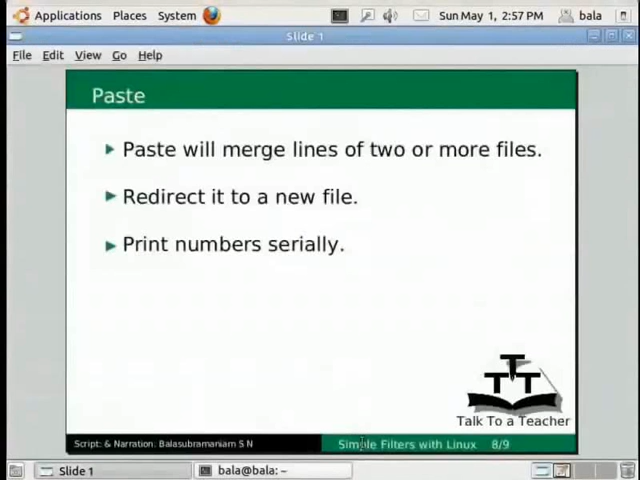 Applications Places System Sun May 1, 2:57 PM bala
Slide 1
File Edit View Go Help
Paste
Paste will merge lines of two or more files.
Redirect it to a new file.
Print numbers serially.
TTT
Talk To a Teacher
Script: & Narration: Balasubramaniam S N Simple Filters with Linux 8/9
Slide 1 bala@bala: ~